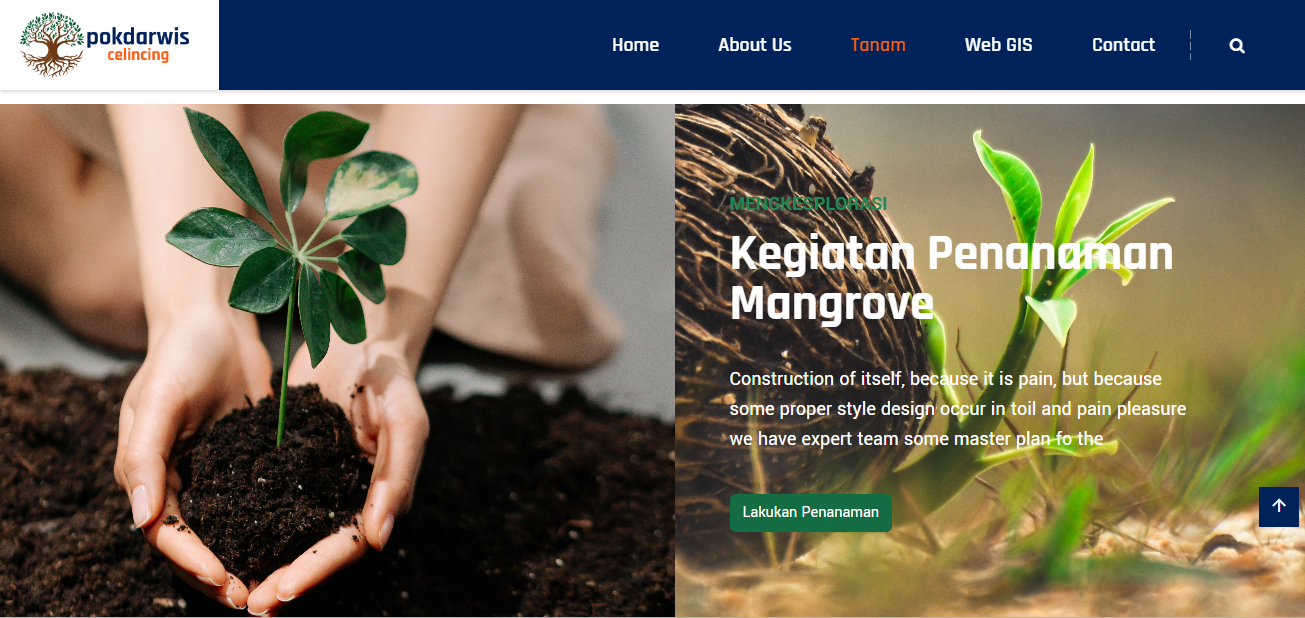 pokdarwis
celincing
Home About Us Tanam Web GIS Contact
MENGKESPLORASI
Kegiatan Penanaman
Mangrove
Construction of itself, because it is pain, but because
some proper style design occur in toil and pain pleasure
we have expert team some master plan fo the
Lakukan Penanaman